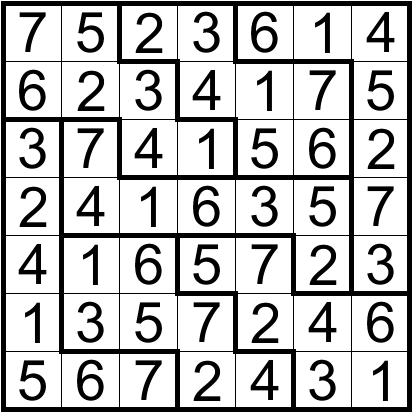 7 5 2 3 6 1 4
6 2 3 4 1 7 5
3 7 4 1 5 6 2
2 4 1 6 3 5 7
4 1 6 5 7 2 3
1 3 5 7 2 4 6
5 6 7 2 4 3 1